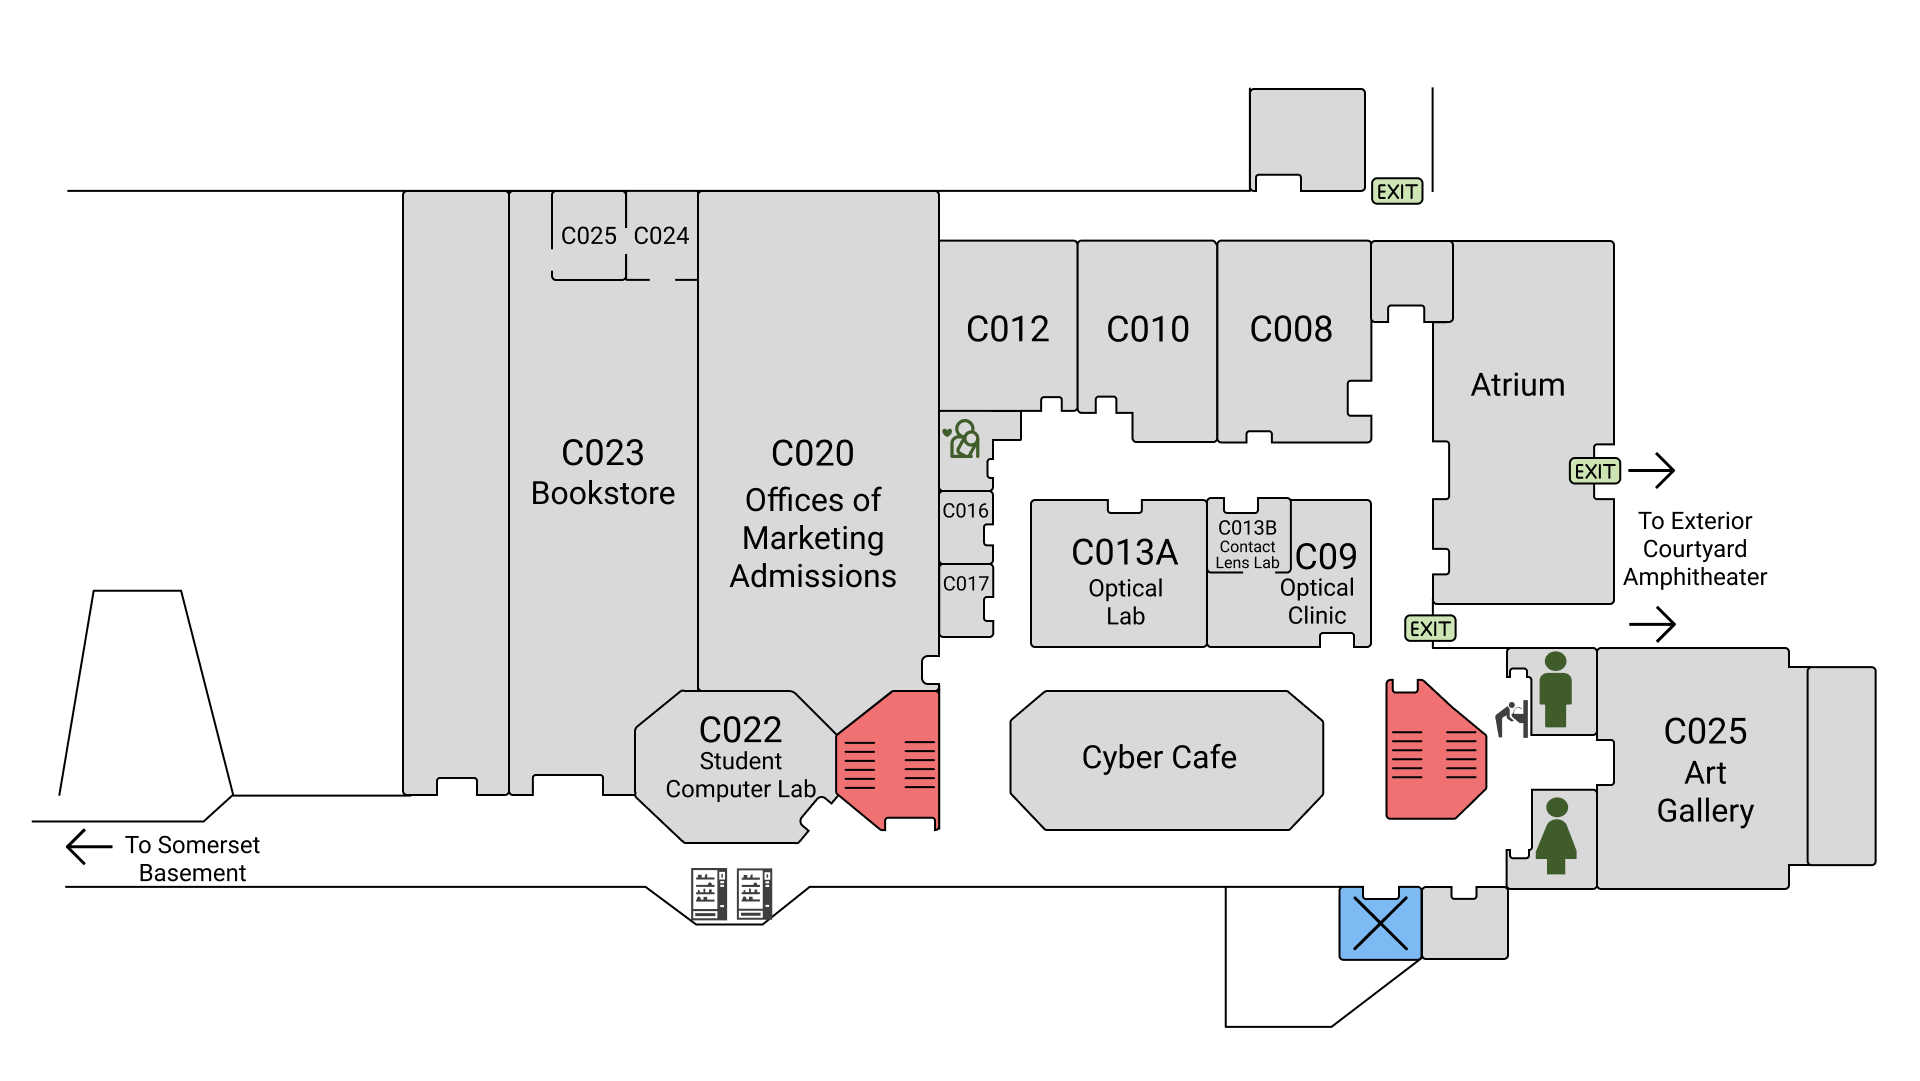 EXIT
C025
C024
C012
C010
C008
Atrium
C023
Bookstore
C020
Offices of
Marketing
Admissions
EXIT
C016
C017
C013A
Optical
Lab
C013B
Contact
Lens Lab
C09
Optical
Clinic
To Exterior
Courtyard
Amphitheater
EXIT
C022
Student
Computer Lab
Cyber Cafe
C025
Art
Gallery
To Somerset
Basement